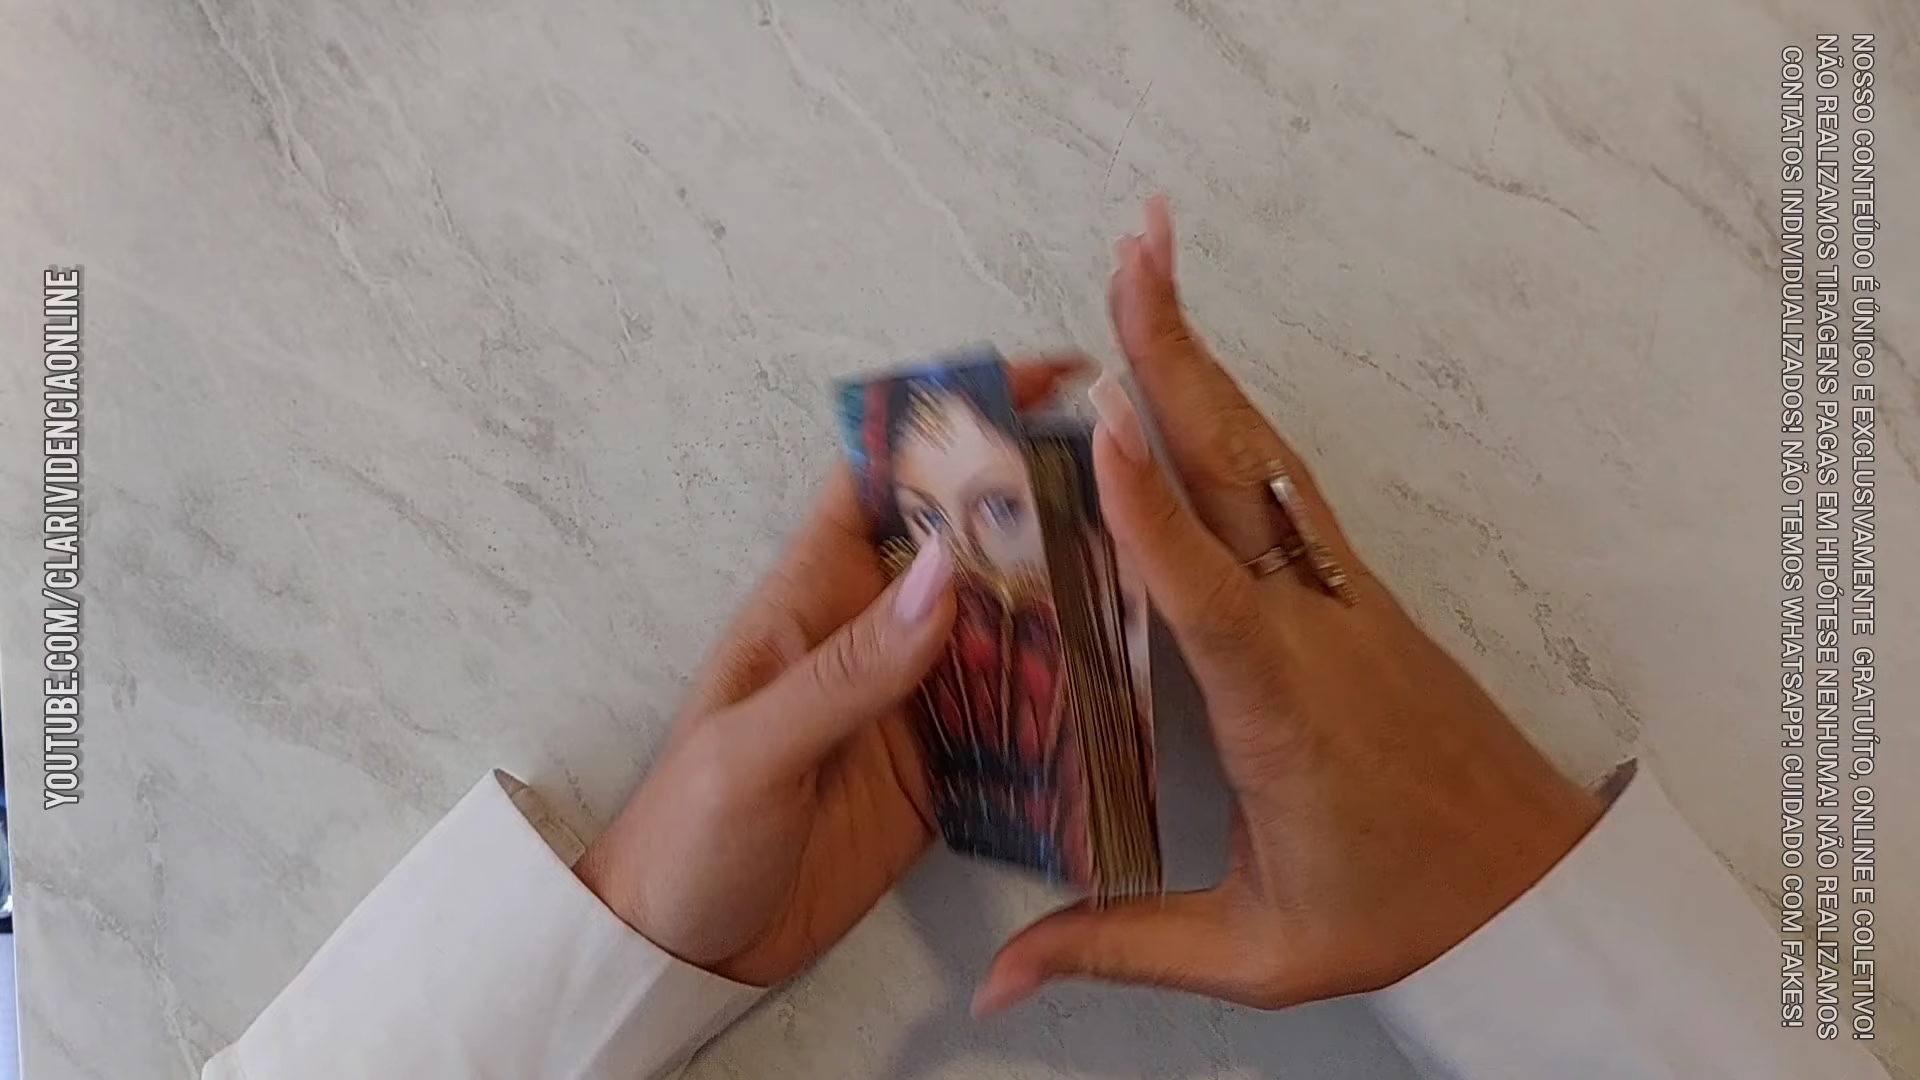 YOUTUBE.COM/CLARIVIDENCIAONLINE
NOSSO CONTEÚDO É ÚNICO E EXCLUSIVAMENTE GRATUÍTO, ONLINE E COLETIVO!
NÃO REALIZAMOS TIRAGENS PAGAS EM HIPÓTESE NENHUMA! NÃO REALIZAMOS
CONTATOS INDIVIDUALIZADOS! NÃO TEMOS WHATSAPP! CUIDADO COM FAKES!